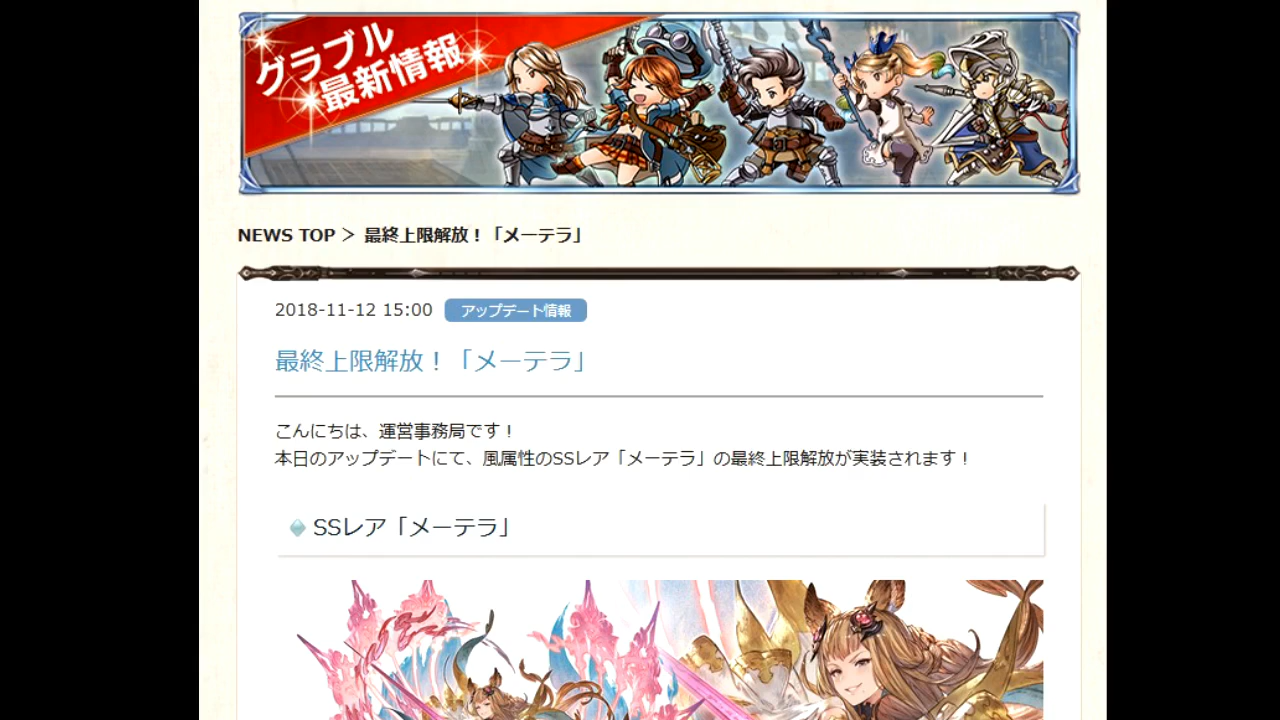 グラブル
最新情報
NEWS TOP ＞ 最終上限解放！「メーテラ」
2018-11-12 15:00 アップデート情報
最終上限解放！「メーテラ」
こんにちは、運営事務局です！
本日のアップデートにて、風属性のSSレア「メーテラ」の最終上限解放が実装されます！
SSレア「メーテラ」